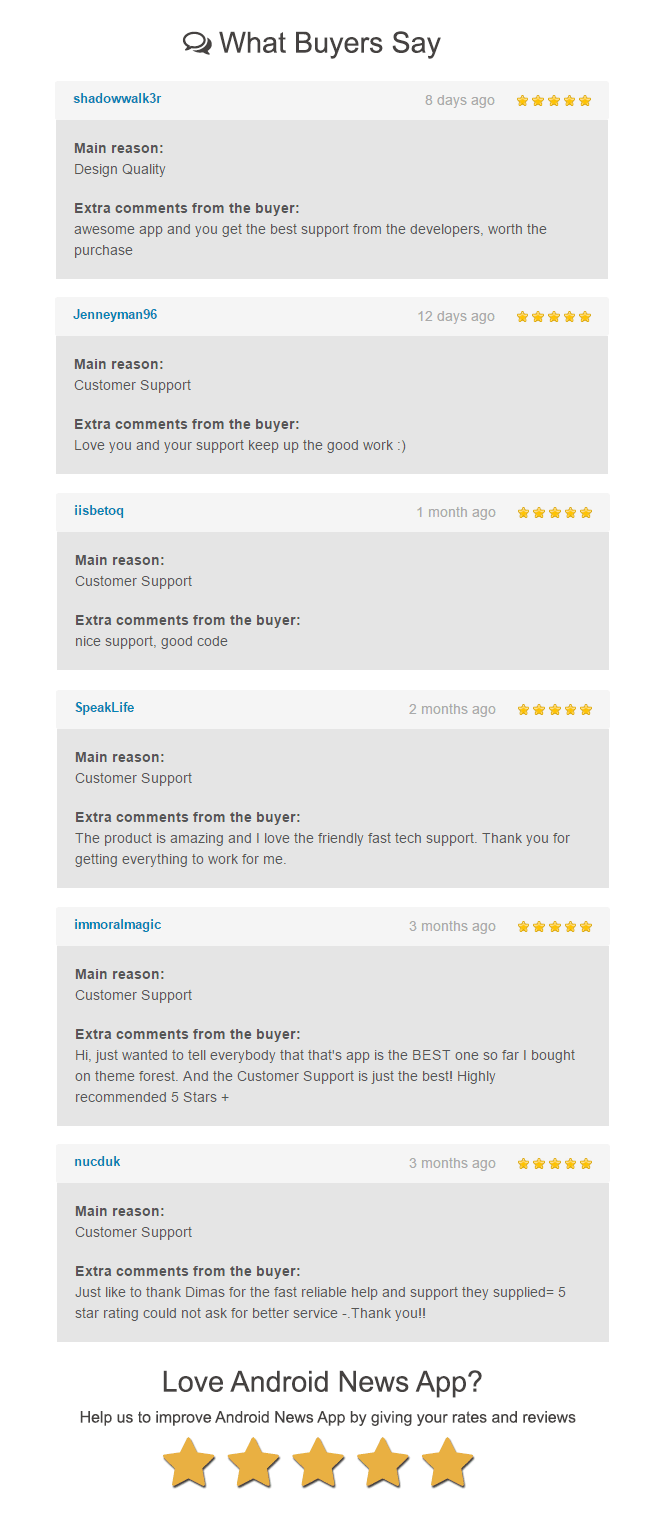 What Buyers Say
shadowwalk3r 8 days ago
Main reason:
Design Quality
Extra comments from the buyer:
awesome app and you get the best support from the developers, worth the
purchase
Jenneyman96 12 days ago
Main reason:
Customer Support
Extra comments from the buyer:
Love you and your support keep up the good work :)
iisbetoq 1 month ago
Main reason:
Customer Support
Extra comments from the buyer:
nice support, good code
SpeakLife 2 months ago
Main reason:
Customer Support
Extra comments from the buyer:
The product is amazing and I love the friendly fast tech support. Thank you for
getting everything to work for me.
immoralmagic 3 months ago
Main reason:
Customer Support
Extra comments from the buyer:
Hi, just wanted to tell everybody that that's app is the BEST one so far I bought
on theme forest. And the Customer Support is just the best! Highly
recommended 5 Stars +
nucduk 3 months ago
Main reason:
Customer Support
Extra comments from the buyer:
Just like to thank Dimas for the fast reliable help and support they supplied= 5
star rating could not ask for better service -.Thank you!!
Love Android News App?
Help us to improve Android News App by giving your rates and reviews